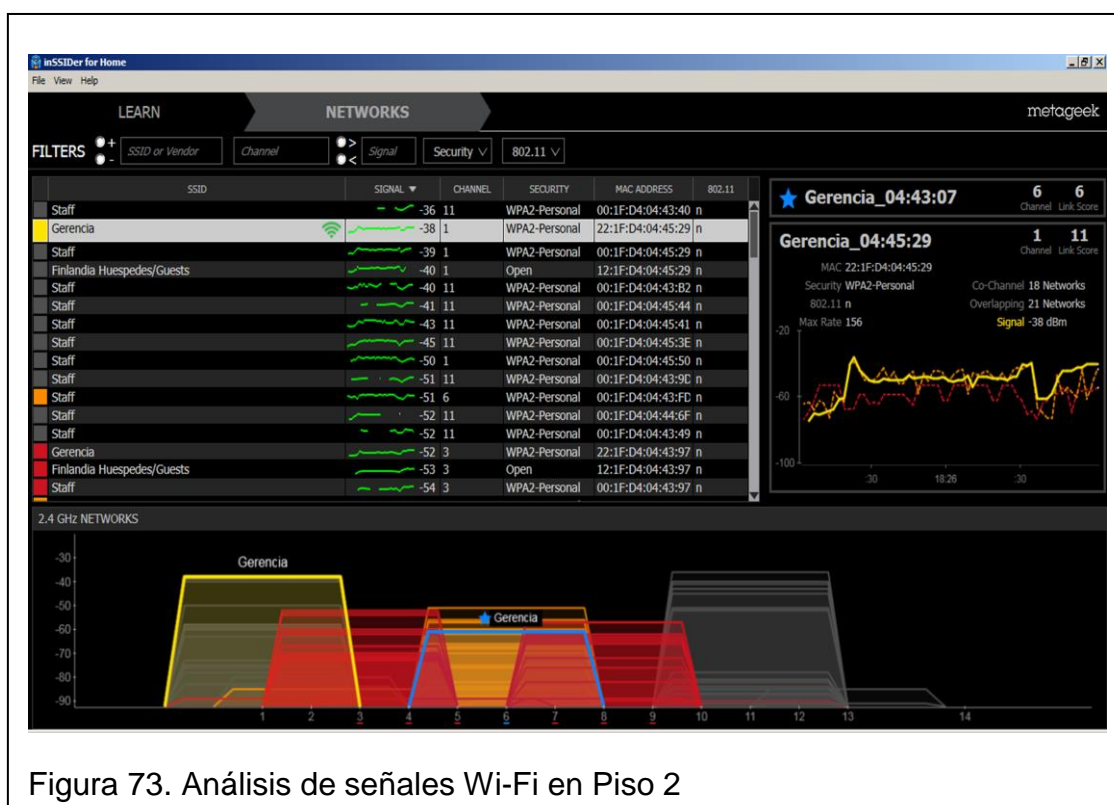 inSSIDer for Home
File View Help
LEARN NETWORKS metageek
FILTERS + - SSID or Vendor Channel > < Signal Security 802.11
SSID SIGNAL CHANNEL SECURITY MAC ADDRESS 802.11
Staff -36 11 WPA2-Personal 00:1F:D4:04:43:40 n
Gerencia -38 1 WPA2-Personal 22:1F:D4:04:45:29 n
Staff -39 1 WPA2-Personal 00:1F:D4:04:45:29 n
Finlandia Huespedes/Guests -40 1 Open 12:1F:D4:04:45:29 n
Staff -40 11 WPA2-Personal 00:1F:D4:04:43:B2 n
Staff -41 11 WPA2-Personal 00:1F:D4:04:45:44 n
Staff -43 11 WPA2-Personal 00:1F:D4:04:45:41 n
Staff -45 11 WPA2-Personal 00:1F:D4:04:45:3E n
Staff -50 1 WPA2-Personal 00:1F:D4:04:45:50 n
Staff -51 11 WPA2-Personal 00:1F:D4:04:43:9D n
Staff -51 6 WPA2-Personal 00:1F:D4:04:43:FD n
Staff -52 11 WPA2-Personal 00:1F:D4:04:44:6F n
Staff -52 11 WPA2-Personal 00:1F:D4:04:43:49 n
Gerencia -52 3 WPA2-Personal 22:1F:D4:04:43:97 n
Finlandia Huespedes/Guests -53 3 Open 12:1F:D4:04:43:97 n
Staff -54 3 WPA2-Personal 00:1F:D4:04:43:97 n
Gerencia_04:43:07 6 6
Channel Link Score
Gerencia_04:45:29 1 11
Channel Link Score
MAC 22:1F:D4:04:45:29
Security WPA2-Personal Co-Channel 18 Networks
802.11 n Overlapping 21 Networks
Max Rate 156 Signal -38 dBm
-20
-60
-100
:30 18:26 :30
2.4 GHz NETWORKS
-30
-40
-50
-60
-70
-80
-90
Gerencia
Gerencia
1 2 3 4 5 6 7 8 9 10 11 12 13 14
Figura 73. Análisis de señales Wi-Fi en Piso 2